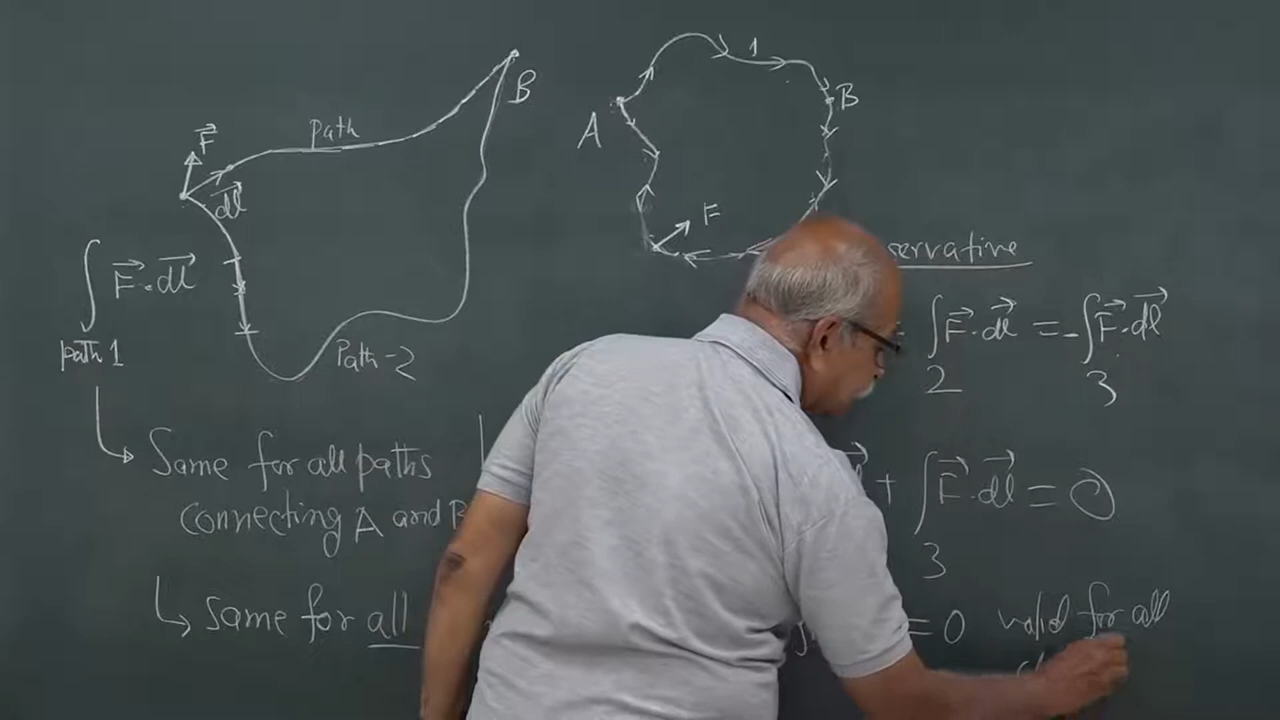 B
path
F⃗
dl⃗
∫ F⃗.dl⃗
path 1
Path-2
Same for all paths
connecting A and B
Same for all
1
A
B
F
servative
∫ F⃗.dl⃗ = -∫ F⃗.dl⃗
2 3
+ ∫ F⃗.dl⃗ = 0
3
= 0 valid for all